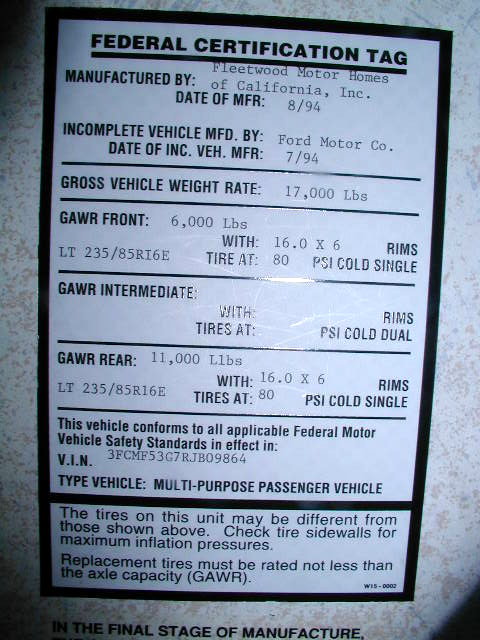 FEDERAL CERTIFICATION TAG
MANUFACTURED BY: Fleetwood Motor Homes
of California, Inc.
DATE OF MFR: 8/94
INCOMPLETE VEHICLE MFD. BY: Ford Motor Co.
DATE OF INC. VEH. MFR: 7/94
GROSS VEHICLE WEIGHT RATE: 17,000 Lbs
GAWR FRONT: 6,000 Lbs
WITH: 16.0 X 6 RIMS
LT 235/85RI6E TIRE AT: 80 PSI COLD SINGLE
GAWR INTERMEDIATE:
WITH: RIMS
TIRES AT: PSI COLD DUAL
GAWR REAR: 11,000 Llbs
WITH: 16.0 X 6 RIMS
LT 235/85R16E TIRES AT: 80 PSI COLD SINGLE
This vehicle conforms to all applicable Federal Motor
Vehicle Safety Standards in effect in:
V.I.N. 3FCMF53G7RJB09864
TYPE VEHICLE: MULTI-PURPOSE PASSENGER VEHICLE
The tires on this unit may be different from
those shown above. Check tire sidewalls for
maximum inflation pressures.
Replacement tires must be rated not less than
the axle capacity (GAWR).
W15-0002
IN THE FINAL STAGE OF MANUFACTURE,